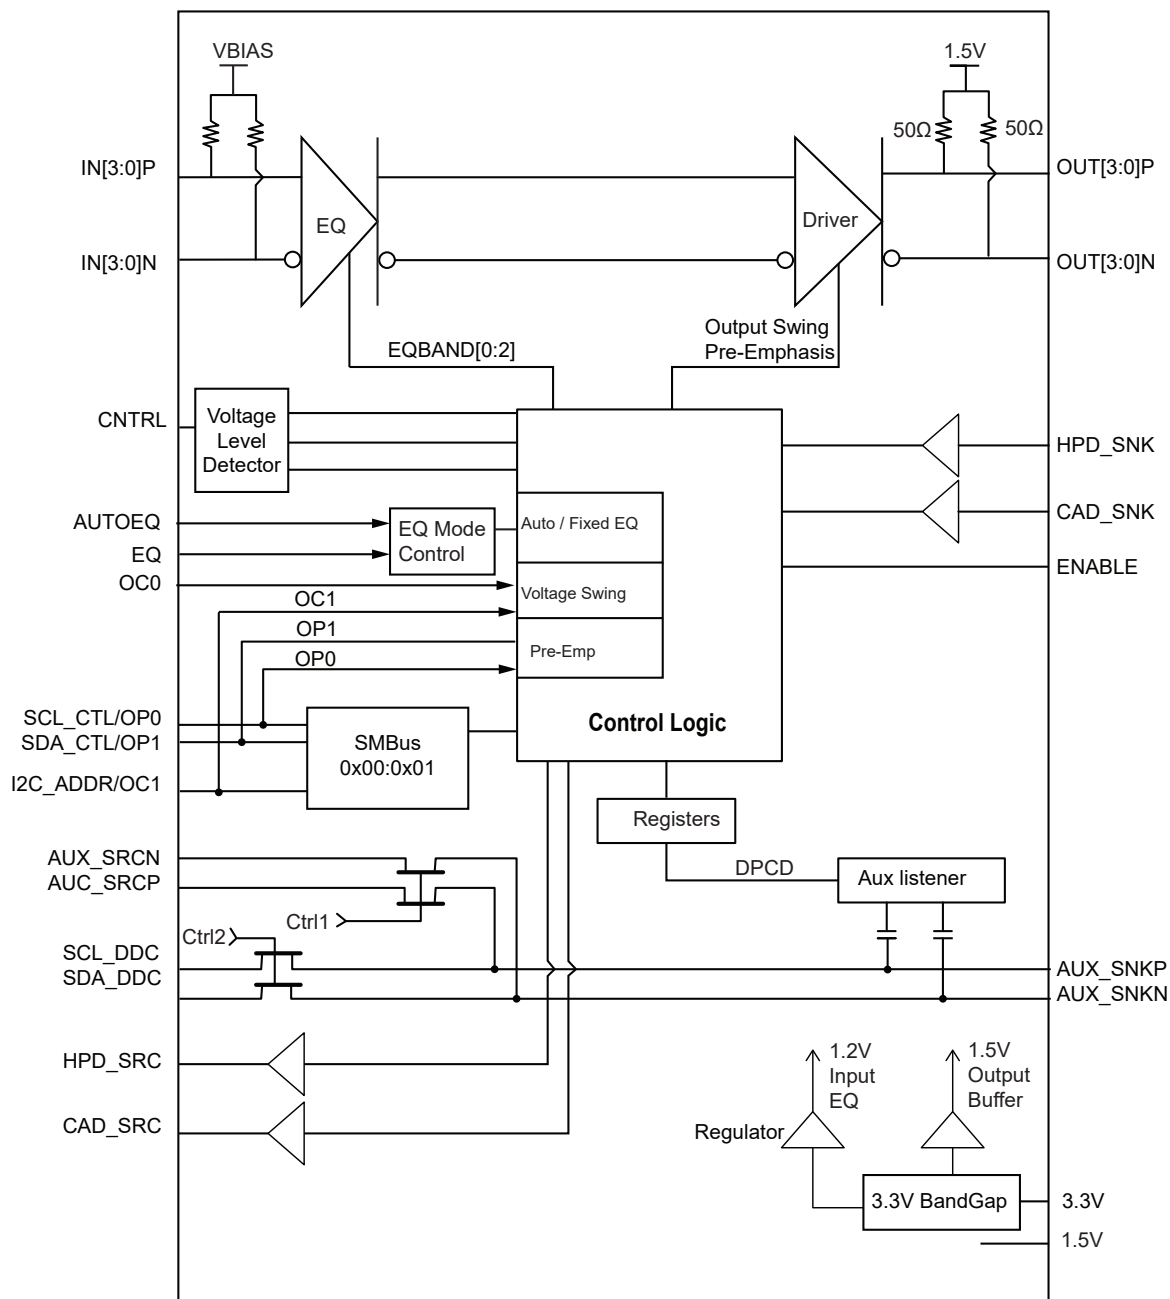 VBIAS
1.5V
50Ω
50Ω
IN[3:0]P
OUT[3:0]P
EQ
Driver
IN[3:0]N
OUT[3:0]N
EQBAND[0:2]
Output Swing
Pre-Emphasis
CNTRL
Voltage
Level
Detector
HPD_SNK
AUTOEQ
EQ
EQ Mode
Control
Auto / Fixed EQ
CAD_SNK
OC0
Voltage Swing
ENABLE
OC1
OP1
Pre-Emp
OP0
SCL_CTL/OP0
SDA_CTL/OP1
I2C_ADDR/OC1
SMBus
0x00:0x01
Control Logic
Registers
AUX_SRCN
AUC_SRCP
DPCD
Aux listener
Ctrl1
Ctrl2
SCL_DDC
SDA_DDC
AUX_SNKP
AUX_SNKN
HPD_SRC
CAD_SRC
1.2V
Input
EQ
1.5V
Output
Buffer
Regulator
3.3V BandGap
3.3V
1.5V